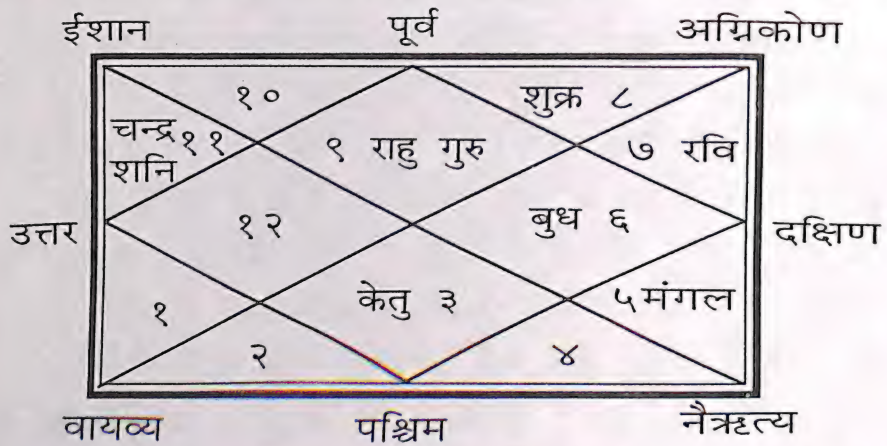 ईशान पूर्व अग्निकोण
१० शुक्र ८
चन्द्र ११ ९ राहु गुरु ७ रवि
शनि
उत्तर १२ बुध ६ दक्षिण
१ केतु ३ ५ मंगल
२ ४
वायव्य पश्चिम नैऋत्य